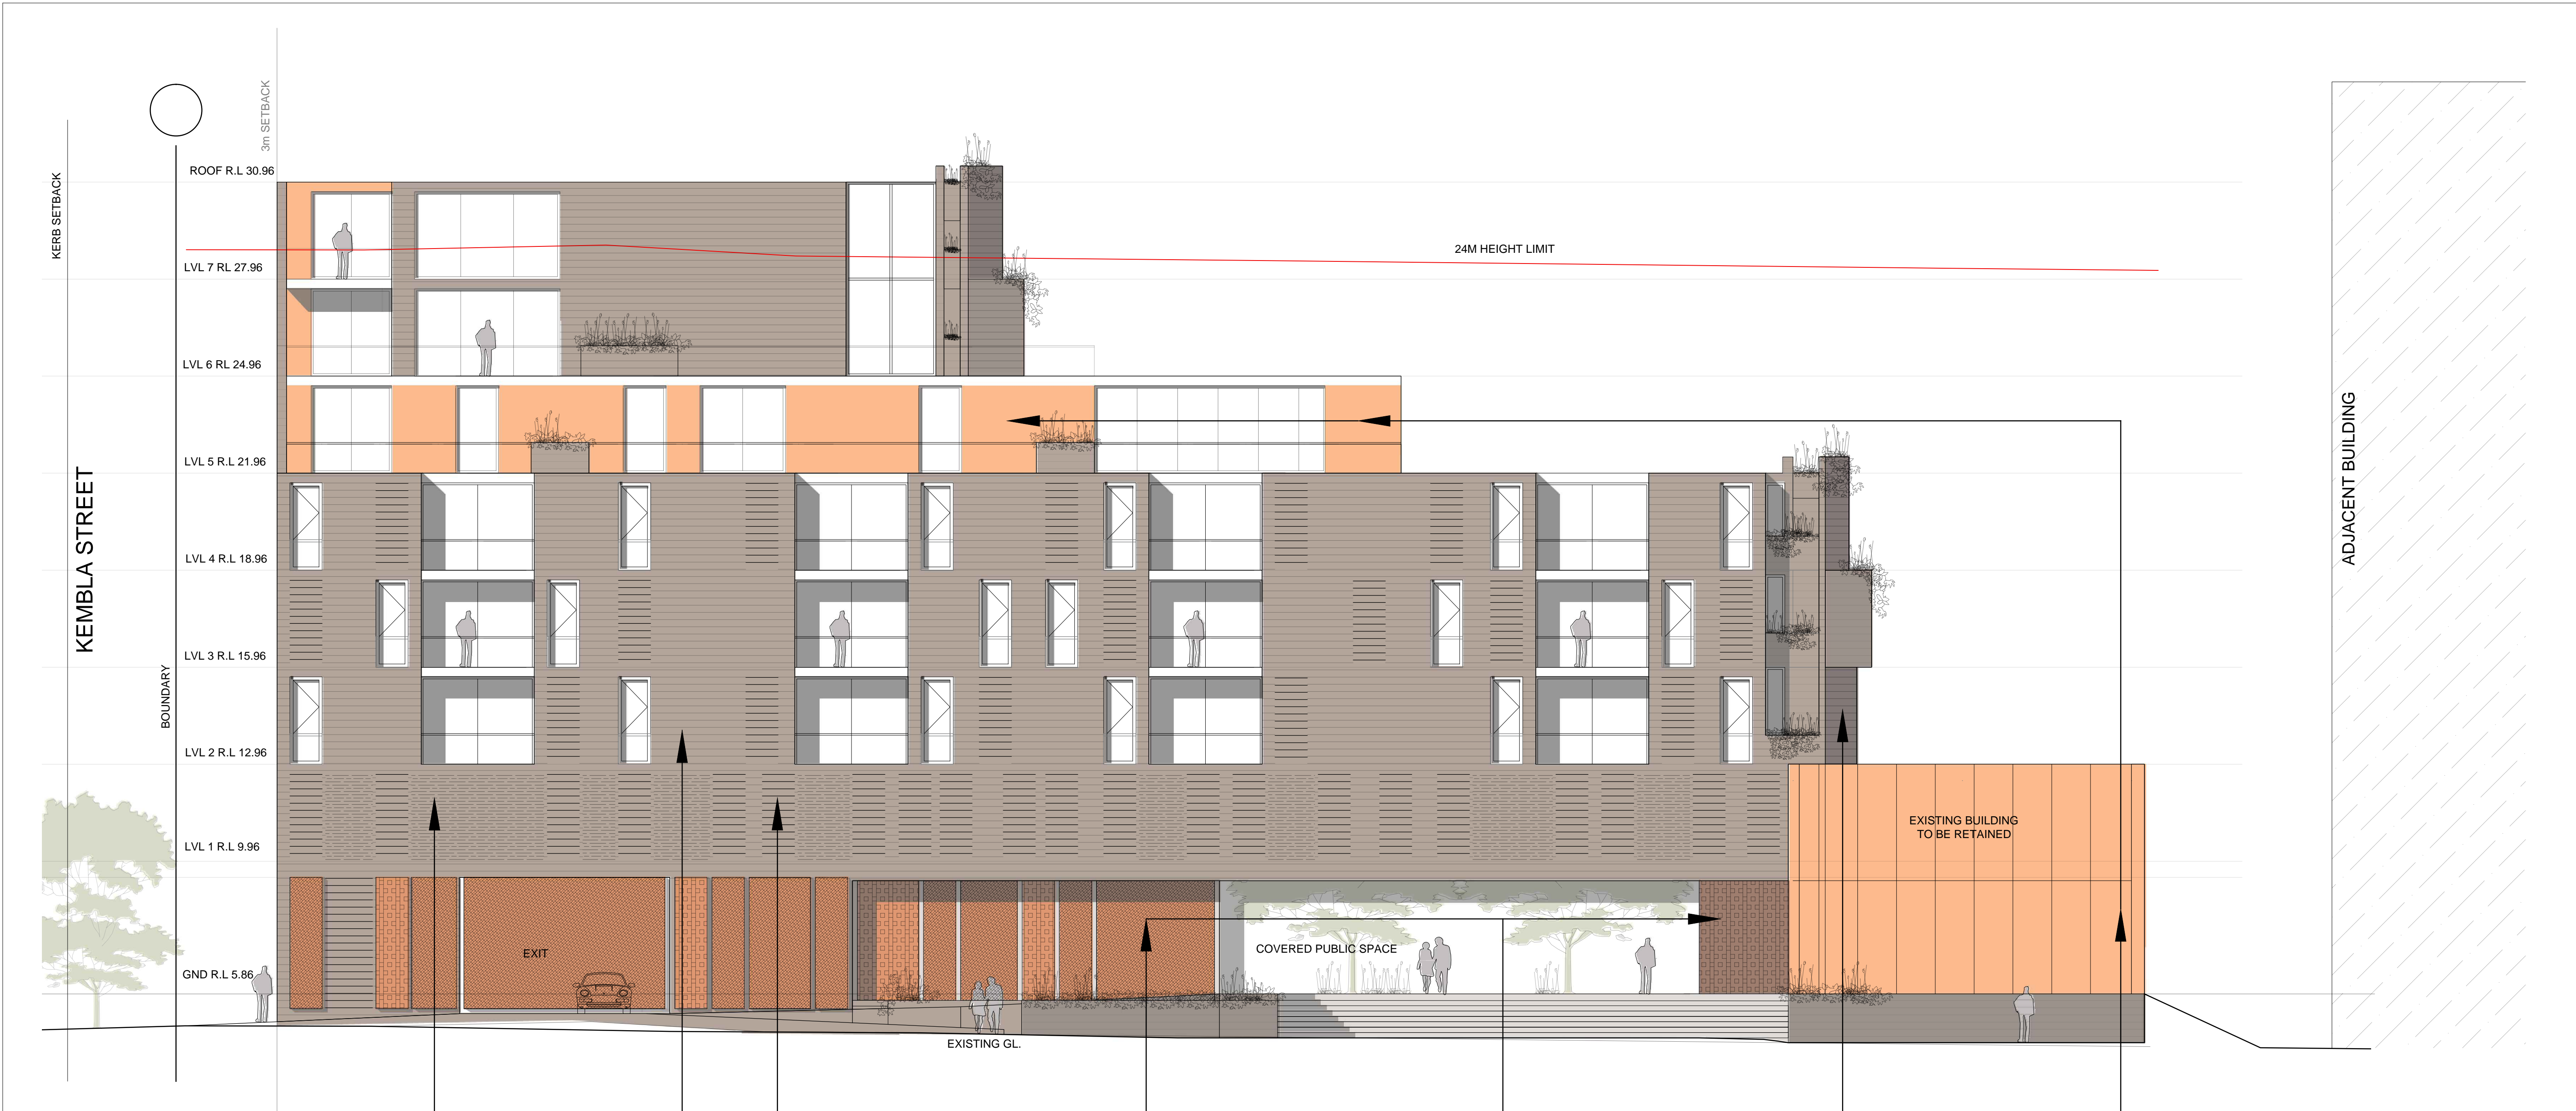 3m SETBACK
KERB SETBACK
ROOF R.L 30.96
24M HEIGHT LIMIT
LVL 7 RL 27.96
LVL 6 RL 24.96
LVL 5 R.L 21.96
KEMBLA STREET
ADJACENT BUILDING
LVL 4 R.L 18.96
LVL 3 R.L 15.96
BOUNDARY
LVL 2 R.L 12.96
EXISTING BUILDING
TO BE RETAINED
LVL 1 R.L 9.96
EXIT
COVERED PUBLIC SPACE
GND R.L 5.86
EXISTING GL.